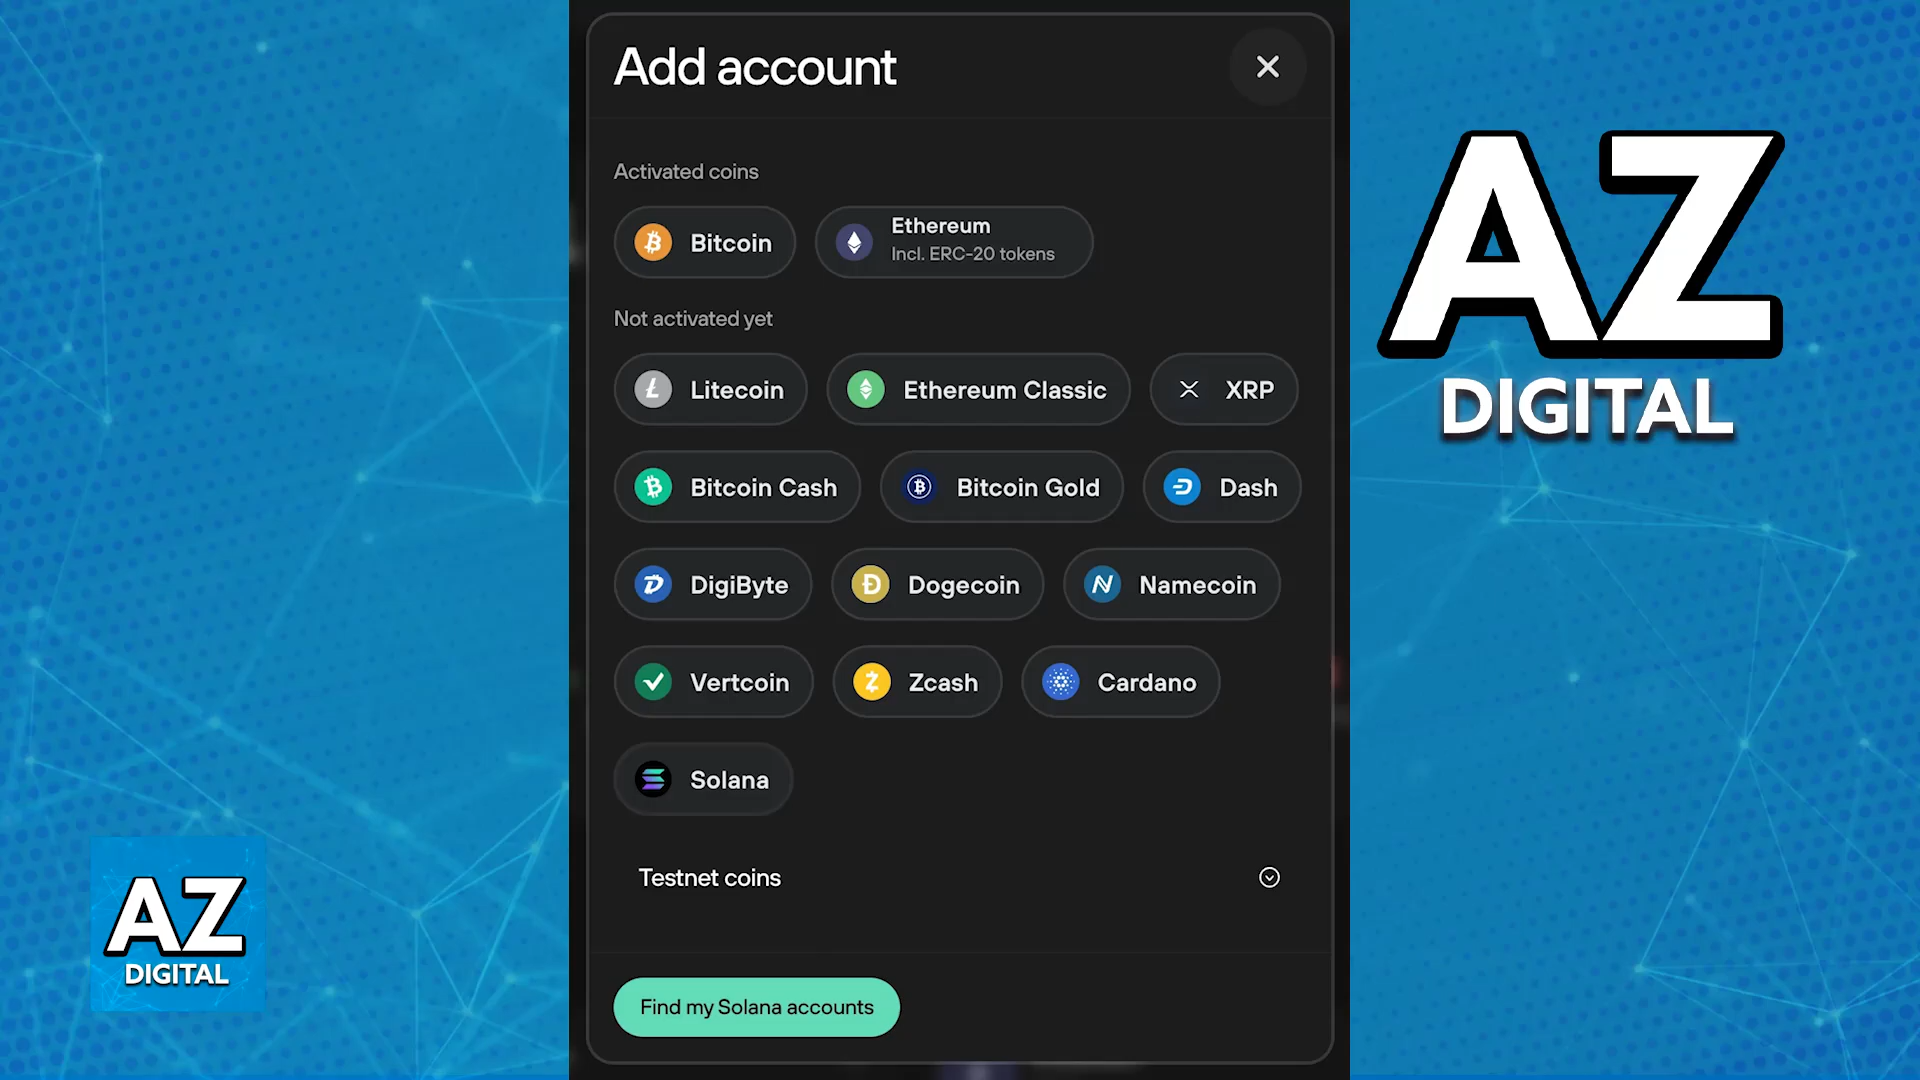 Add account
Activated coins
Bitcoin
Ethereum
Incl. ERC-20 tokens
Not activated yet
Litecoin
Ethereum Classic
XRP
Bitcoin Cash
Bitcoin Gold
Dash
DigiByte
Dogecoin
Namecoin
Vertcoin
Zcash
Cardano
Solana
Testnet coins
Find my Solana accounts
AZ
DIGITAL
AZ
DIGITAL